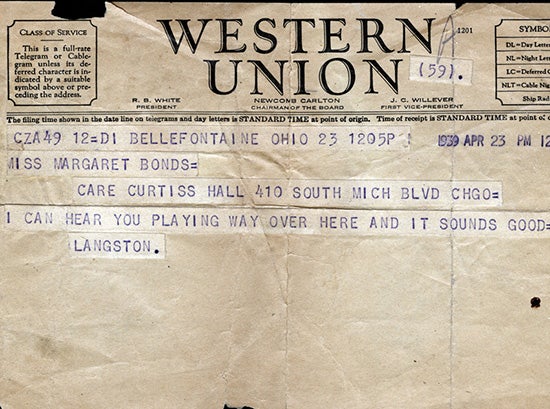 CLASS OF SERVICE
This is a full-rate
Telegram or Cable-
gram unless its de-
ferred character is in-
dicated by a suitable
symbol above or pre-
ceding the address.
WESTERN
UNION
1201
A
(59).
SYMBO
DL = Day Letter
NL = Night Letter
LC = Deferred C
NLT = Cable Nig
Ship Radi
R. B. WHITE
PRESIDENT
NEWCOMB CARLTON
CHAIRMAN OF THE BOARD
J. C. WILLEVER
FIRST VICE-PRESIDENT
The filing time shown in the date line on telegrams and day letters is STANDARD TIME at point of origin. Time of receipt is STANDARD TIME at point of
CZA49 12=DI BELLEFONTAINE OHIO 23 1205P 1939 APR 23 PM 12
MISS MARGARET BONDS=
CARE CURTISS HALL 410 SOUTH MICH BLVD CHGO=
I CAN HEAR YOU PLAYING WAY OVER HERE AND IT SOUNDS GOOD=
LANGSTON.